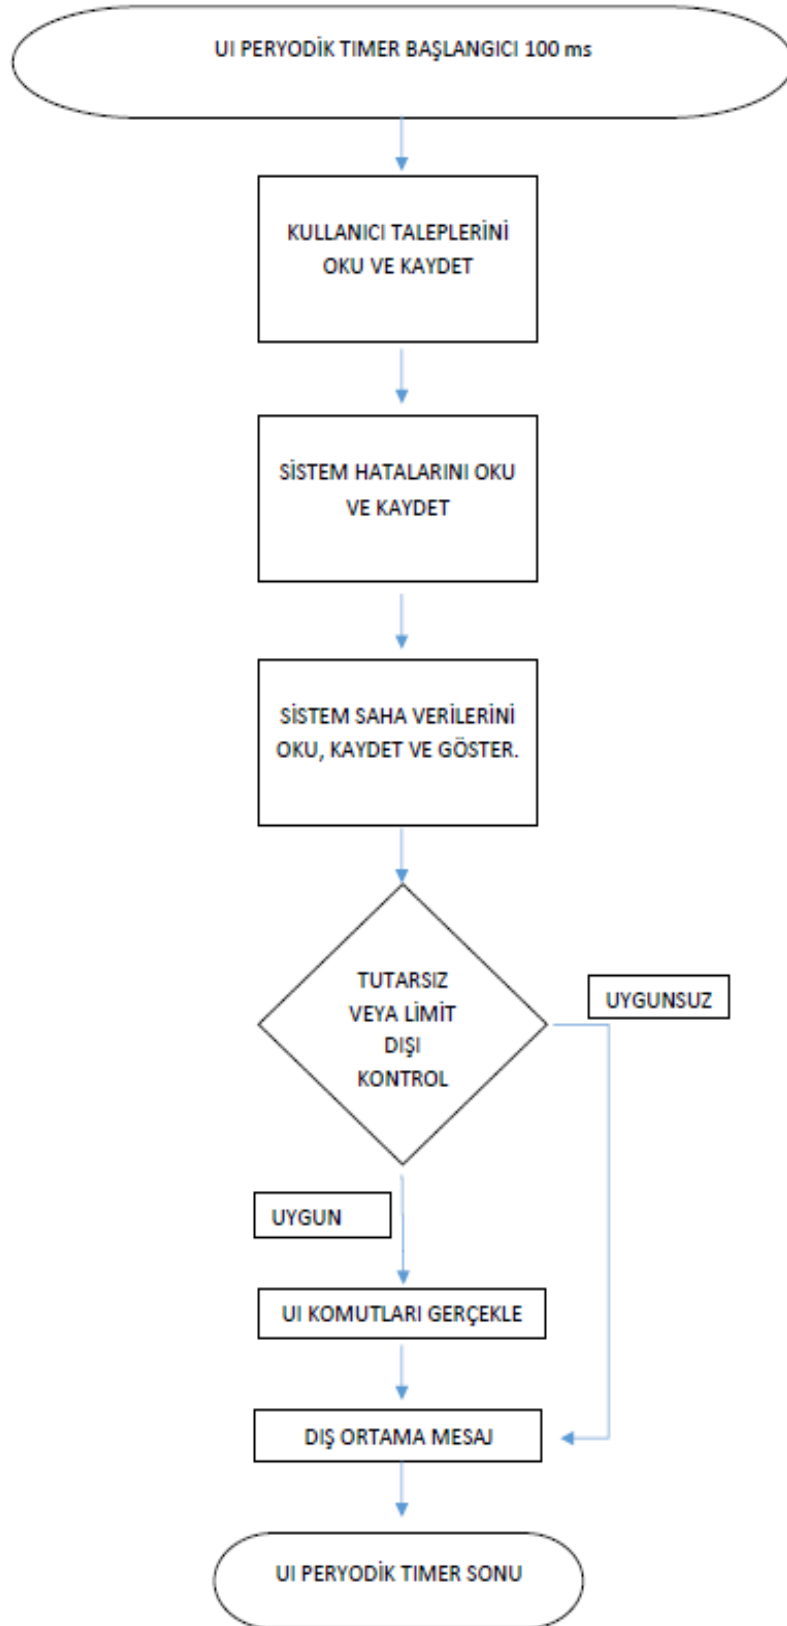 UI PERYODİK TIMER BAŞLANGICI 100 ms
KULLANICI TALEPLERİNİ
OKU VE KAYDET
SİSTEM HATALARINI OKU
VE KAYDET
SİSTEM SAHA VERİLERİNİ
OKU, KAYDET VE GÖSTER.
TUTARSIZ
VEYA LİMİT
DIŞI
KONTROL
UYGUNSUZ
UYGUN
UI KOMUTLARI GERÇEKLE
DIŞ ORTAMA MESAJ
UI PERYODİK TIMER SONU